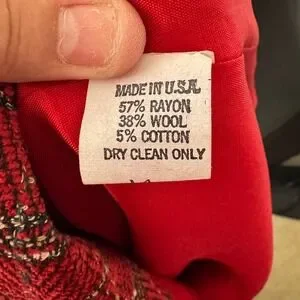 MADE IN U.S.A.
57% RAYON
38% WOOL
5% COTTON
DRY CLEAN ONLY